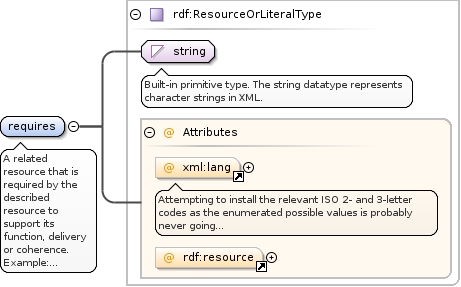 rdf:ResourceOrLiteralType
string
Built-in primitive type. The string datatype represents
character strings in XML.
requires
A related
resource that is
required by the
described
resource to
support its
function, delivery
or coherence.
Example:...
@ Attributes
@ xml:lang
Attempting to install the relevant ISO 2- and 3-letter
codes as the enumerated possible values is probably
never going...
@ rdf:resource